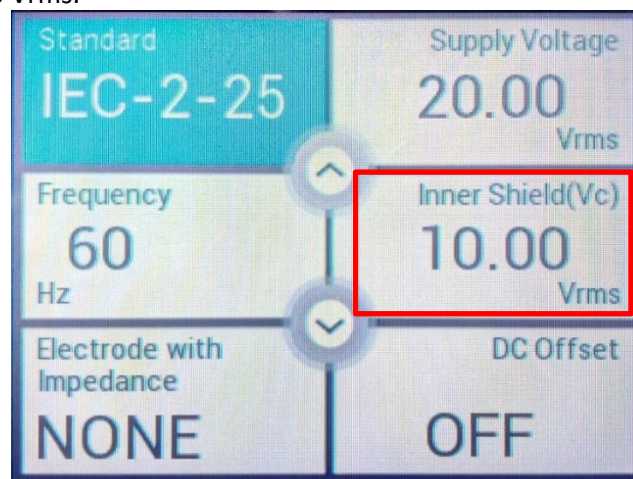 Vrms.
Standard
IEC-2-25
Supply Voltage
20.00
Vrms
Frequency
60
Hz
Inner Shield(Vc)
10.00
Vrms
Electrode with
Impedance
NONE
DC Offset
OFF